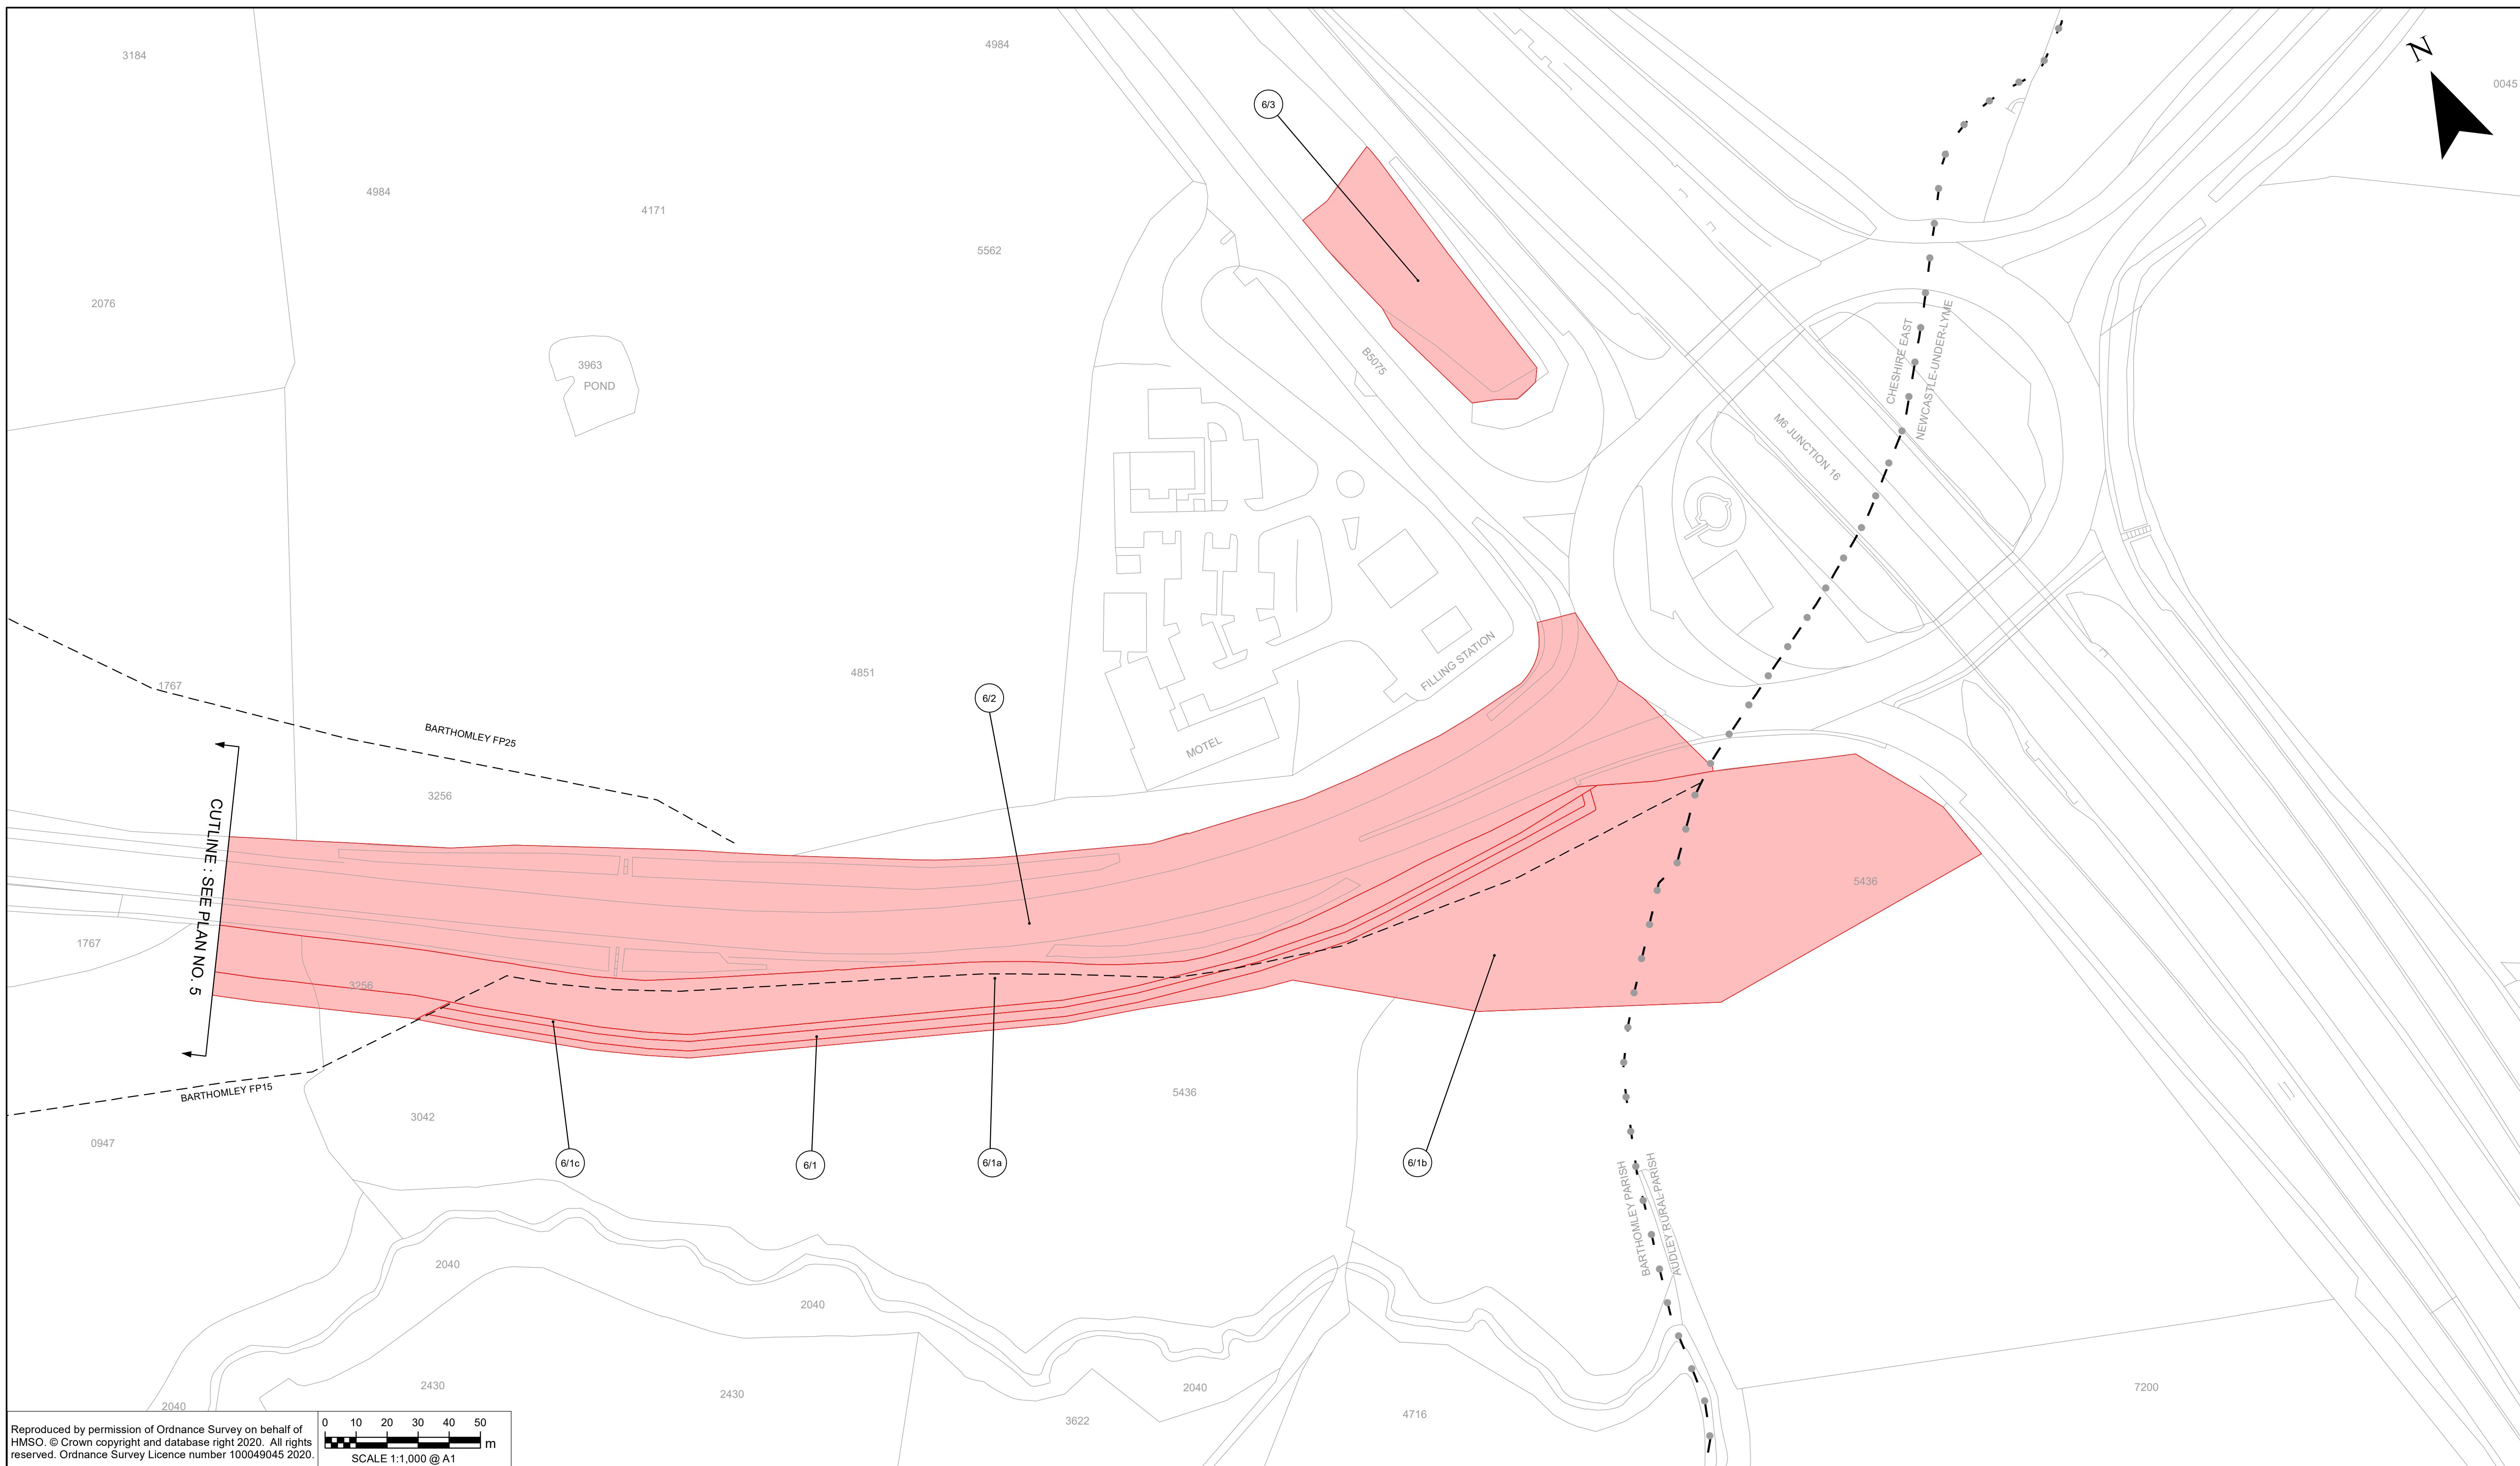 3184
4984
N
0045
6/3
4984
4171
5562
2076
3963
POND
B5075
CHESHIRE EAST
NEWCASTLE-UNDER-LYME
M6 JUNCTION 16
FILLING STATION
MOTEL
4851
6/2
1767
BARTHOMLEY FP25
3256
CUTLINE : SEE PLAN NO. 5
5436
1767
3256
BARTHOMLEY FP15
3042
5436
0947
6/1c
6/1
6/1a
6/1b
BARTHOMLEY PARISH
AUDLEY RURAL PARISH
2040
2040
2430
2430
2040
2040
3622
4716
7200
Reproduced by permission of Ordnance Survey on behalf of
HMSO. © Crown copyright and database right 2020. All rights
reserved. Ordnance Survey Licence number 100049045 2020.
0 10 20 30 40 50
m
SCALE 1:1,000 @ A1